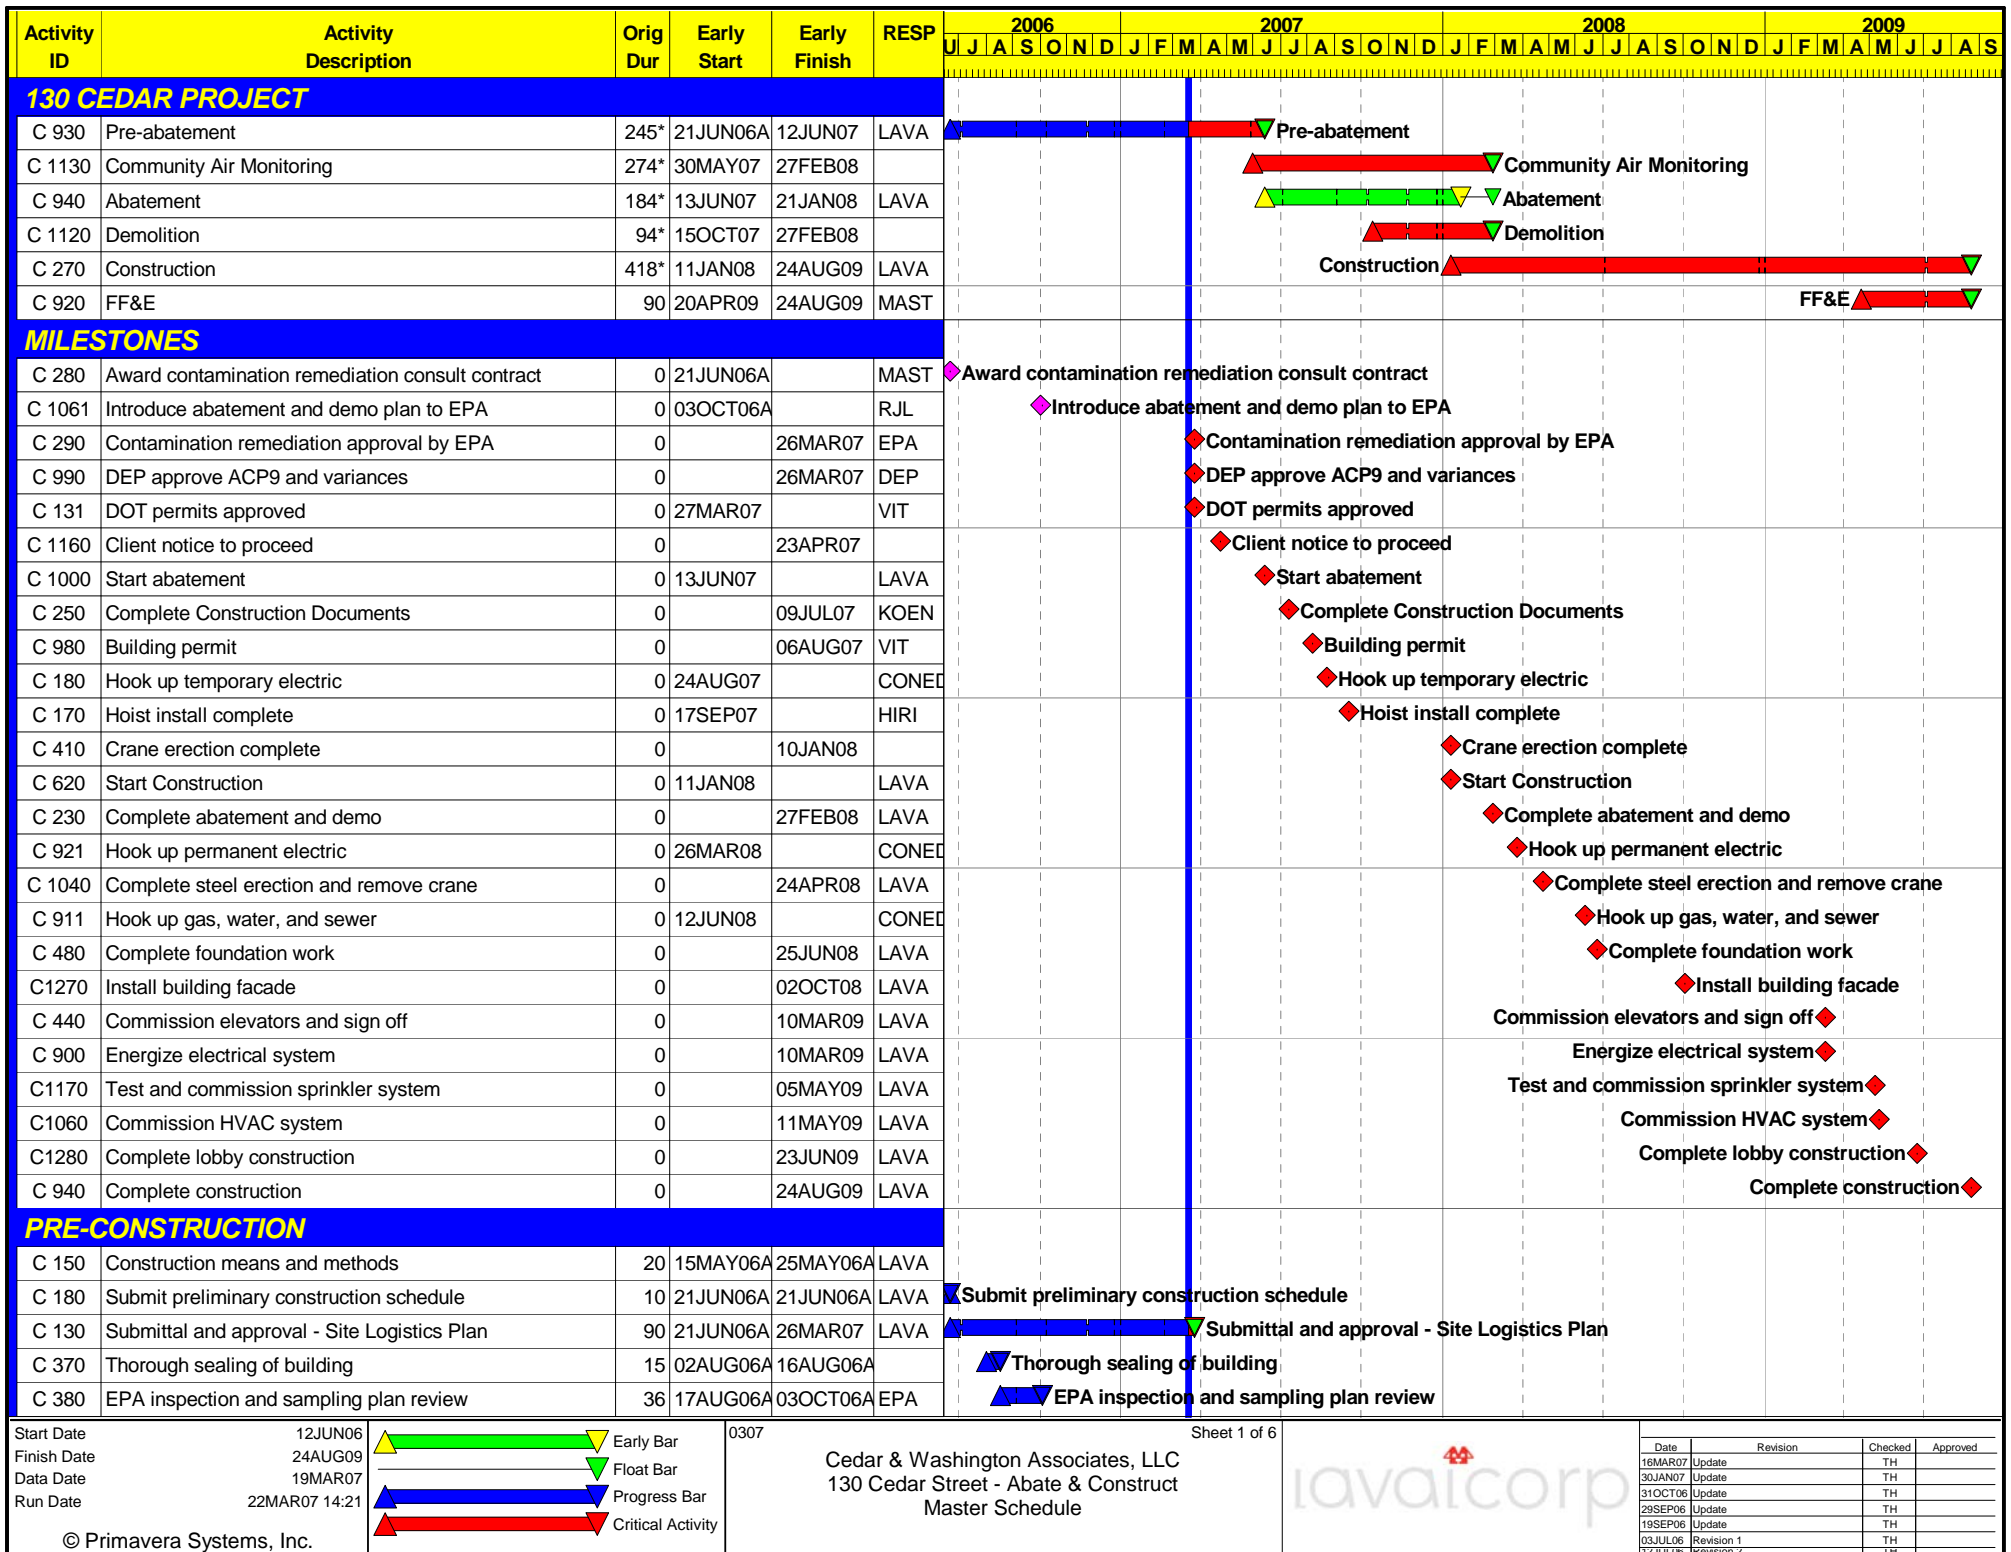 Activity ID Activity Description Orig Dur Early Start Early Finish RESP 2006 2007 2008 2009
U J A S O N D J F M A M J J A S O N D J F M A M J J A S O N D J F M A M J J A S
130 CEDAR PROJECT
C 930 Pre-abatement 245* 21JUN06A 12JUN07 LAVA Pre-abatement
C 1130 Community Air Monitoring 274* 30MAY07 27FEB08 Community Air Monitoring
C 940 Abatement 184* 13JUN07 21JAN08 LAVA Abatement
C 1120 Demolition 94* 15OCT07 27FEB08 Demolition
C 270 Construction 418* 11JAN08 24AUG09 LAVA Construction
C 920 FF&E 90 20APR09 24AUG09 MAST FF&E
MILESTONES
C 280 Award contamination remediation consult contract 0 21JUN06A MAST Award contamination remediation consult contract
C 1061 Introduce abatement and demo plan to EPA 0 03OCT06A RJL Introduce abatement and demo plan to EPA
C 290 Contamination remediation approval by EPA 0 26MAR07 EPA Contamination remediation approval by EPA
C 990 DEP approve ACP9 and variances 0 26MAR07 DEP DEP approve ACP9 and variances
C 131 DOT permits approved 0 27MAR07 VIT DOT permits approved
C 1160 Client notice to proceed 0 23APR07 Client notice to proceed
C 1000 Start abatement 0 13JUN07 LAVA Start abatement
C 250 Complete Construction Documents 0 09JUL07 KOEN Complete Construction Documents
C 980 Building permit 0 06AUG07 VIT Building permit
C 180 Hook up temporary electric 0 24AUG07 CONED Hook up temporary electric
C 170 Hoist install complete 0 17SEP07 HIRI Hoist install complete
C 410 Crane erection complete 0 10JAN08 Crane erection complete
C 620 Start Construction 0 11JAN08 LAVA Start Construction
C 230 Complete abatement and demo 0 27FEB08 LAVA Complete abatement and demo
C 921 Hook up permanent electric 0 26MAR08 CONED Hook up permanent electric
C 1040 Complete steel erection and remove crane 0 24APR08 LAVA Complete steel erection and remove crane
C 911 Hook up gas, water, and sewer 0 12JUN08 CONED Hook up gas, water, and sewer
C 480 Complete foundation work 0 25JUN08 LAVA Complete foundation work
C1270 Install building facade 0 02OCT08 LAVA Install building facade
C 440 Commission elevators and sign off 0 10MAR09 LAVA Commission elevators and sign off
C 900 Energize electrical system 0 10MAR09 LAVA Energize electrical system
C1170 Test and commission sprinkler system 0 05MAY09 LAVA Test and commission sprinkler system
C1060 Commission HVAC system 0 11MAY09 LAVA Commission HVAC system
C1280 Complete lobby construction 0 23JUN09 LAVA Complete lobby construction
C 940 Complete construction 0 24AUG09 LAVA Complete construction
PRE-CONSTRUCTION
C 150 Construction means and methods 20 15MAY06A 25MAY06A LAVA
C 180 Submit preliminary construction schedule 10 21JUN06A 21JUN06A LAVA Submit preliminary construction schedule
C 130 Submittal and approval - Site Logistics Plan 90 21JUN06A 26MAR07 LAVA Submittal and approval - Site Logistics Plan
C 370 Thorough sealing of building 15 02AUG06A 16AUG06A Thorough sealing of building
C 380 EPA inspection and sampling plan review 36 17AUG06A 03OCT06A EPA EPA inspection and sampling plan review
Start Date 12JUN06
Finish Date 24AUG09
Data Date 19MAR07
Run Date 22MAR07 14:21
© Primavera Systems, Inc.
Early Bar
Float Bar
Progress Bar
Critical Activity
0307
Sheet 1 of 6
Cedar & Washington Associates, LLC
130 Cedar Street - Abate & Construct
Master Schedule
lavacorp
Date Revision Checked Approved
16MAR07 Update TH
30JAN07 Update TH
31OCT06 Update TH
29SEP06 Update TH
19SEP06 Update TH
03JUL06 Revision 1 TH